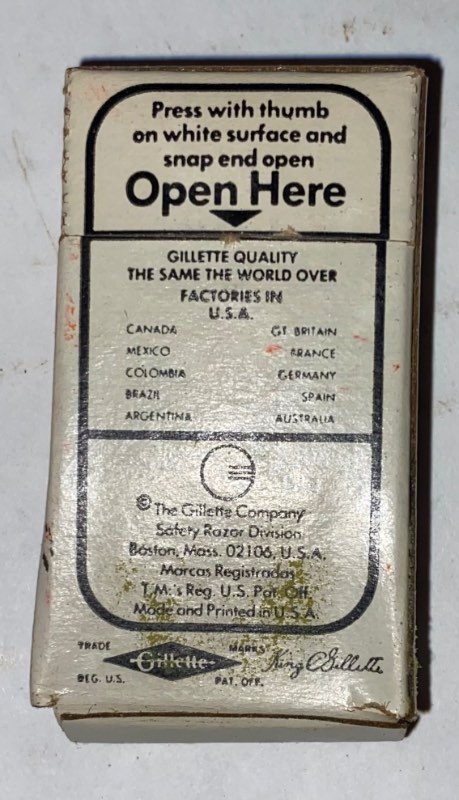 Press with thumb
on white surface and
snap end open
Open Here
GILLETTE QUALITY
THE SAME THE WORLD OVER
FACTORIES IN
U.S.A.
CANADA GT. BRITAIN
MEXICO FRANCE
COLOMBIA GERMANY
BRAZIL SPAIN
ARGENTINA AUSTRALIA
© The Gillette Company
Safety Razor Division
Boston, Mass. 02106, U.S.A.
Marcas Registradas
T.M.'s Reg. U.S. Pat. Off.
Made and Printed in U.S.A.
TRADE MARKS
Gillette King C Gillette
REG. U.S. PAT. OFF.